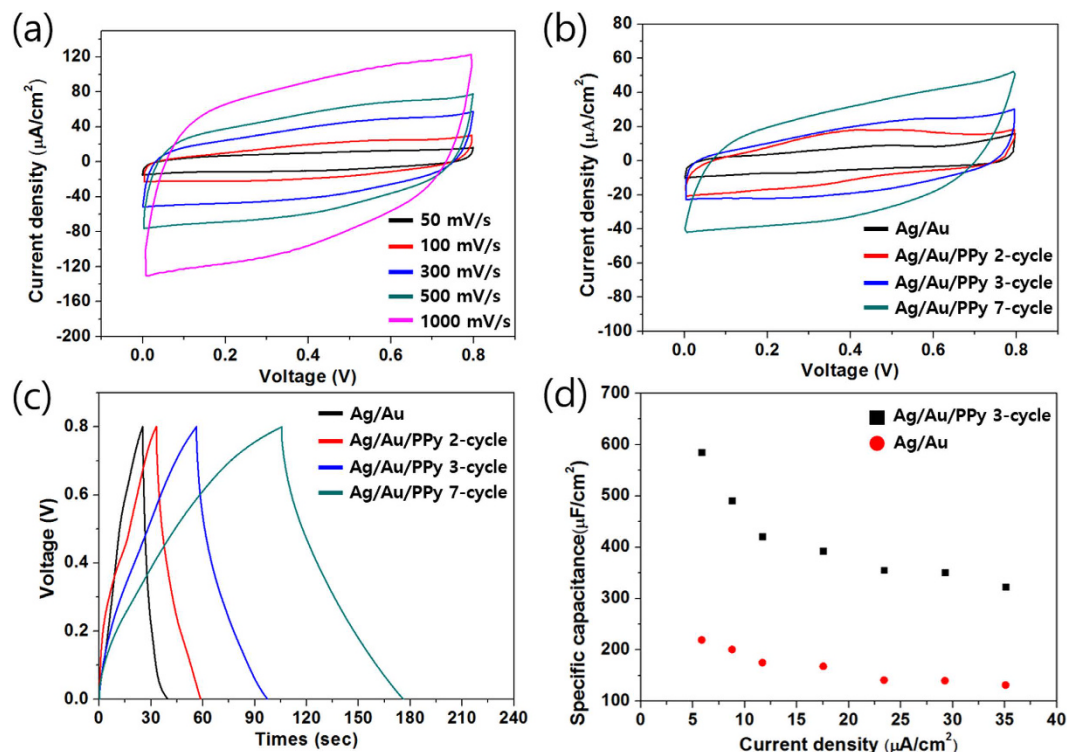 (a)
Current density (μA/cm²)
120
80
40
0
-40
-80
-120
-160
-200
0.0 0.2 0.4 0.6 0.8
Voltage (V)
50 mV/s
100 mV/s
300 mV/s
500 mV/s
1000 mV/s
(b)
Current density (μA/cm²)
80
60
40
20
0
-20
-40
-60
-80
-100
0.0 0.2 0.4 0.6 0.8
Voltage (V)
Ag/Au
Ag/Au/PPy 2-cycle
Ag/Au/PPy 3-cycle
Ag/Au/PPy 7-cycle
(c)
Voltage (V)
0.8
0.6
0.4
0.2
0.0
0 30 60 90 120 150 180 210 240
Times (sec)
Ag/Au
Ag/Au/PPy 2-cycle
Ag/Au/PPy 3-cycle
Ag/Au/PPy 7-cycle
(d)
Specific capacitance(μF/cm²)
700
600
500
400
300
200
100
0 5 10 15 20 25 30 35 40
Current density (μA/cm²)
Ag/Au/PPy 3-cycle
Ag/Au